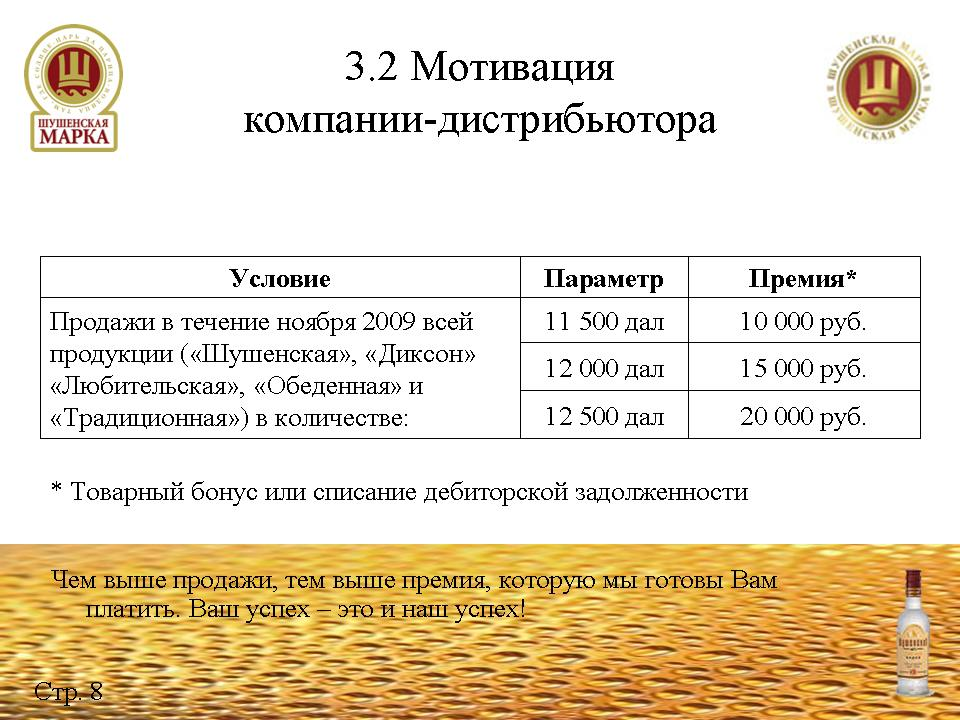 ШУШЕНСКАЯ
МАРКА
ШУШЕНСКАЯ МАРКА
3.2 Мотивация
компании-дистрибьютора
Условие Параметр Премия*
Продажи в течение ноября 2009 всей
продукции («Шушенская», «Диксон»
«Любительская», «Обеденная» и
«Традиционная») в количестве:
11 500 дал 10 000 руб.
12 000 дал 15 000 руб.
12 500 дал 20 000 руб.
* Товарный бонус или списание дебиторской задолженности
Чем выше продажи, тем выше премия, которую мы готовы Вам
платить. Ваш успех – это и наш успех!
Стр. 8